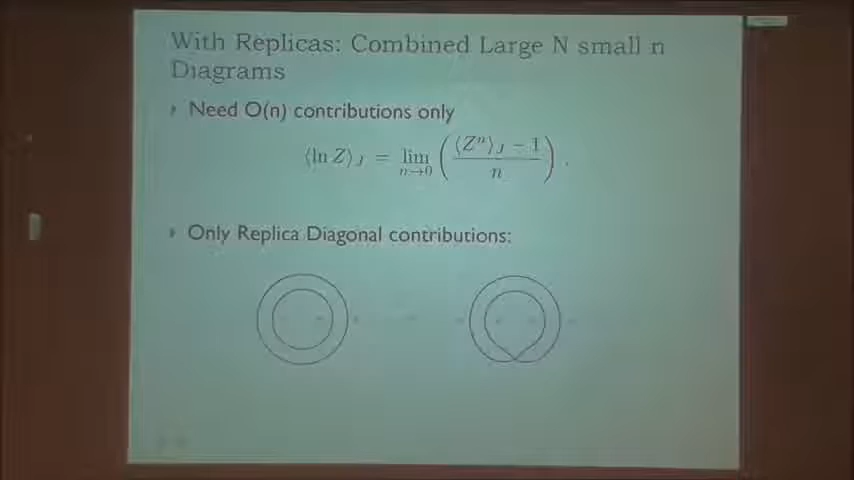 With Replicas: Combined Large N small n
Diagrams
Need O(n) contributions only
⟨ln Z⟩_J = lim_{n→0} ( (⟨Z^n⟩_J − 1) / n ) .
Only Replica Diagonal contributions: